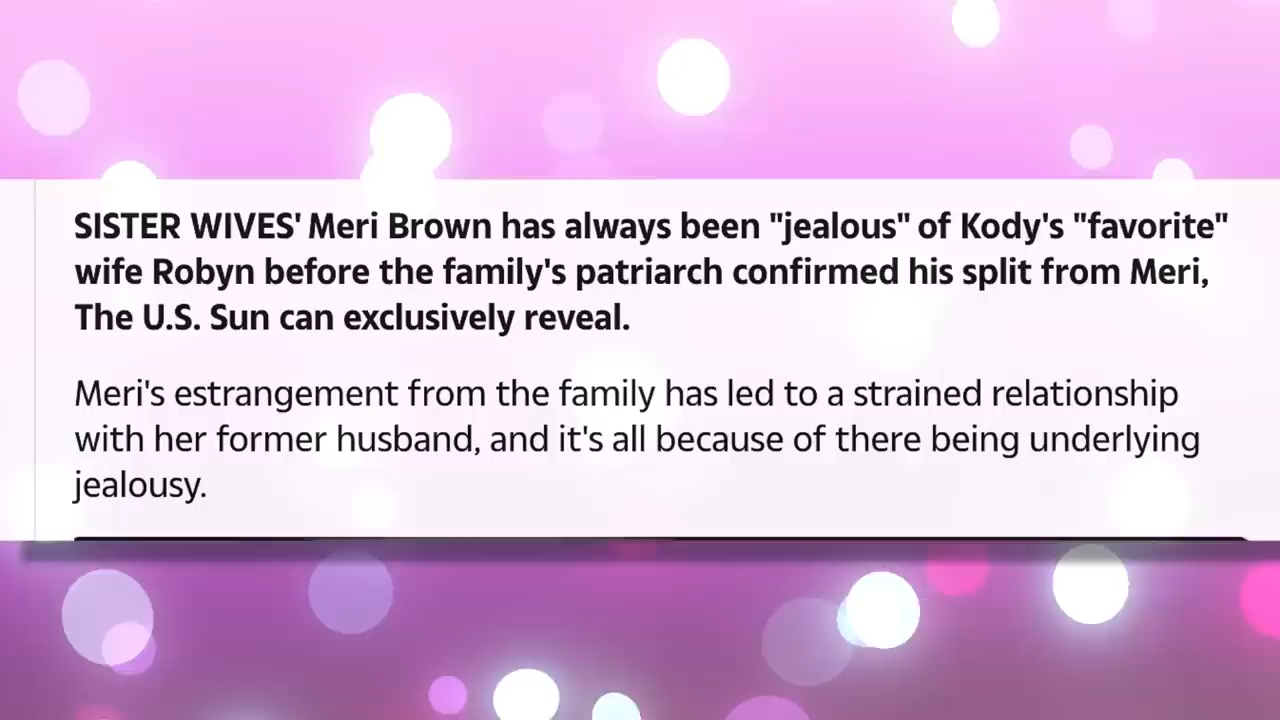 SISTER WIVES' Meri Brown has always been "jealous" of Kody's "favorite"
wife Robyn before the family's patriarch confirmed his split from Meri,
The U.S. Sun can exclusively reveal.
Meri's estrangement from the family has led to a strained relationship
with her former husband, and it's all because of there being underlying
jealousy.